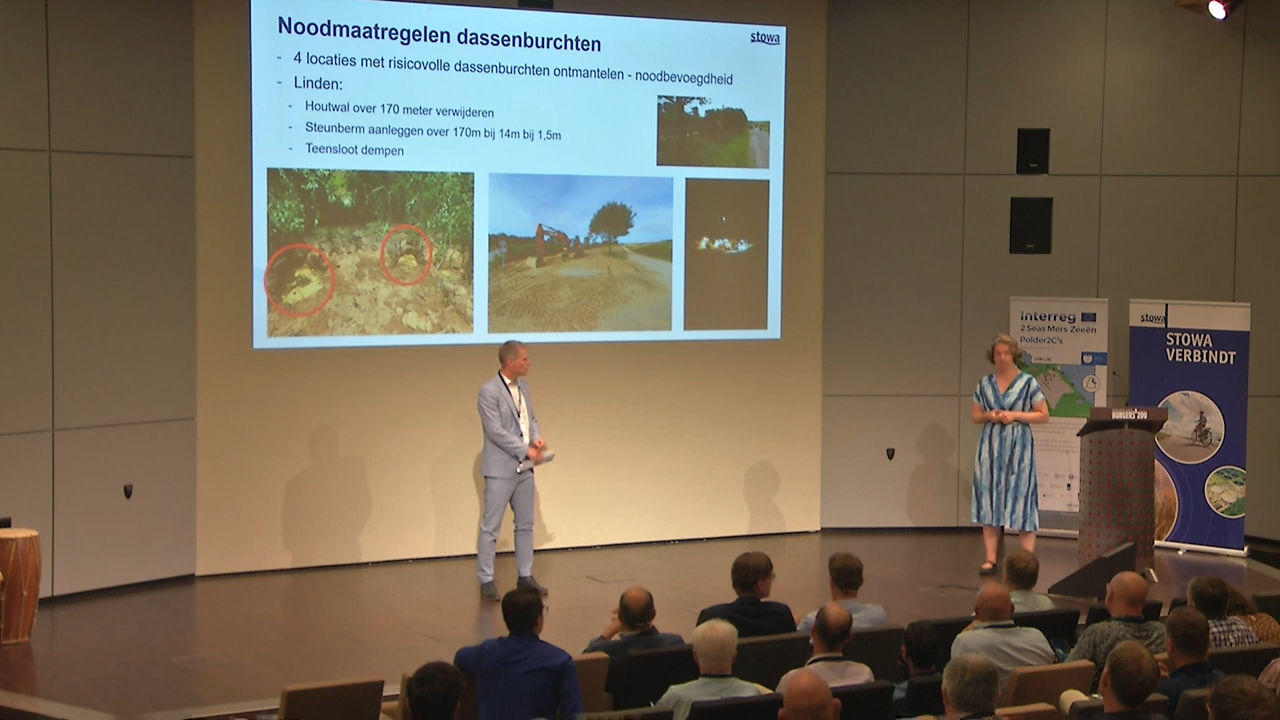 Noodmaatregelen dassenburchten
stowa
- 4 locaties met risicovolle dassenburchten ontmantelen - noodbevoegdheid
- Linden:
- Houtwal over 170 meter verwijderen
- Steunberm aanleggen over 170m bij 14m bij 1,5m
- Teensloot dempen
Interreg
2 Seas Mers Zeeën
Polder2C's
stowa
STOWA
VERBINDT
BURGERS' ZOO